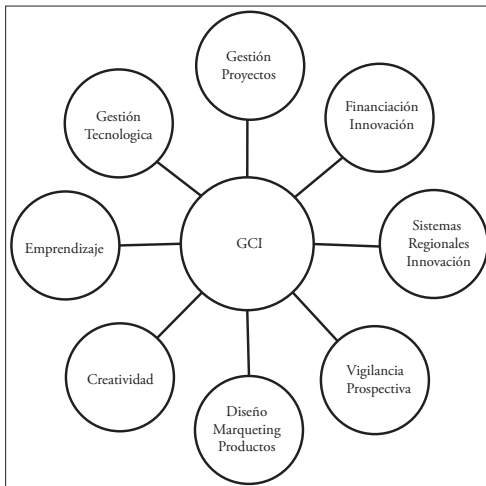 Gestión
Proyectos
Gestión
Tecnologica
Financiación
Innovación
Emprendizaje
GCI
Sistemas
Regionales
Innovación
Creatividad
Vigilancia
Prospectiva
Diseño
Marqueting
Productos